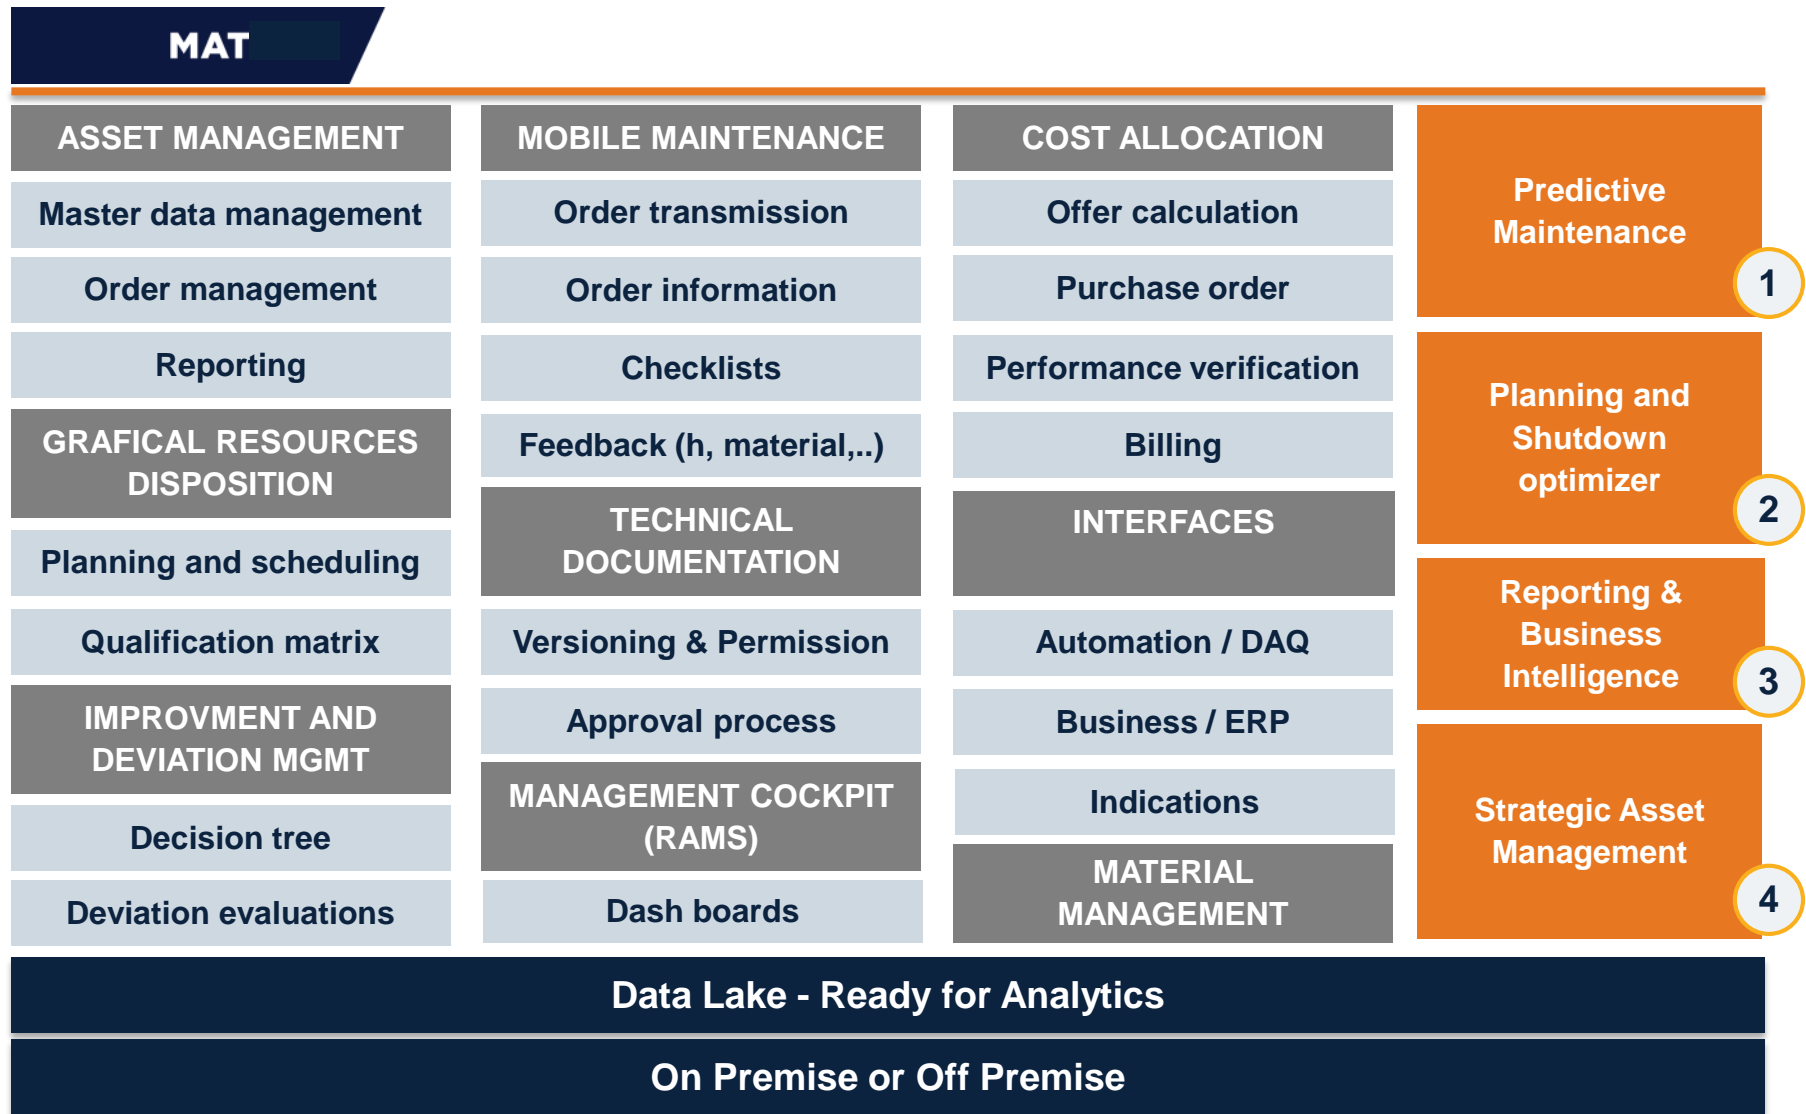 MAT
ASSET MANAGEMENT
Master data management
Order management
Reporting
GRAFICAL RESOURCES
DISPOSITION
Planning and scheduling
Qualification matrix
IMPROVMENT AND
DEVIATION MGMT
Decision tree
Deviation evaluations
MOBILE MAINTENANCE
Order transmission
Order information
Checklists
Feedback (h, material,..)
TECHNICAL
DOCUMENTATION
Versioning & Permission
Approval process
MANAGEMENT COCKPIT
(RAMS)
Dash boards
COST ALLOCATION
Offer calculation
Purchase order
Performance verification
Billing
INTERFACES
Automation / DAQ
Business / ERP
Indications
MATERIAL
MANAGEMENT
Predictive
Maintenance
1
Planning and
Shutdown
optimizer
2
Reporting &
Business
Intelligence
3
Strategic Asset
Management
4
Data Lake - Ready for Analytics
On Premise or Off Premise